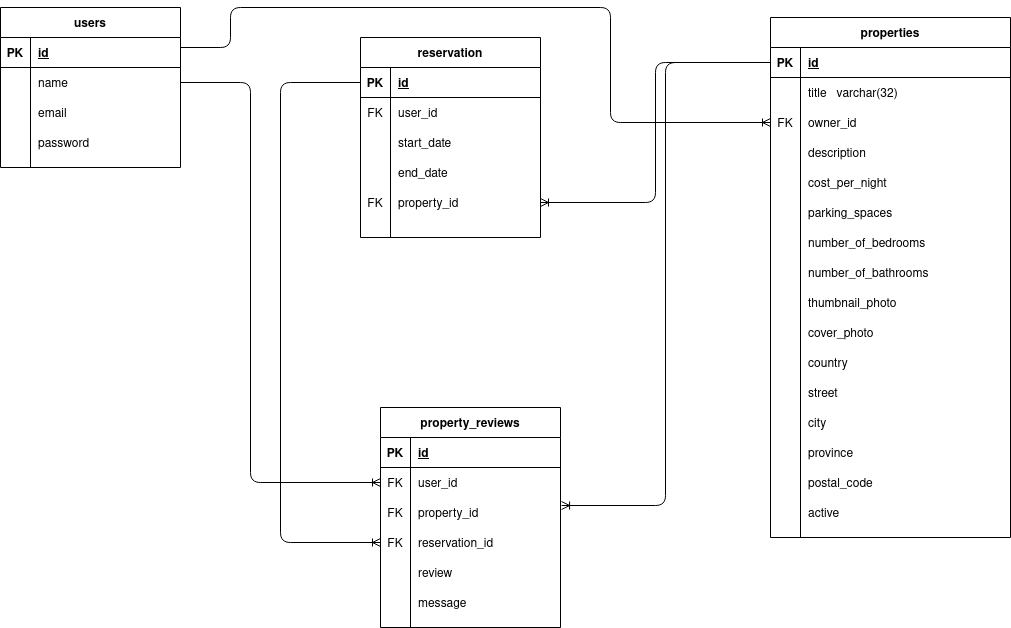 users
PK id
name
email
password
reservation
PK id
FK user_id
start_date
end_date
FK property_id
properties
PK id
title varchar(32)
FK owner_id
description
cost_per_night
parking_spaces
number_of_bedrooms
number_of_bathrooms
thumbnail_photo
cover_photo
country
street
city
province
postal_code
active
property_reviews
PK id
FK user_id
FK property_id
FK reservation_id
review
message